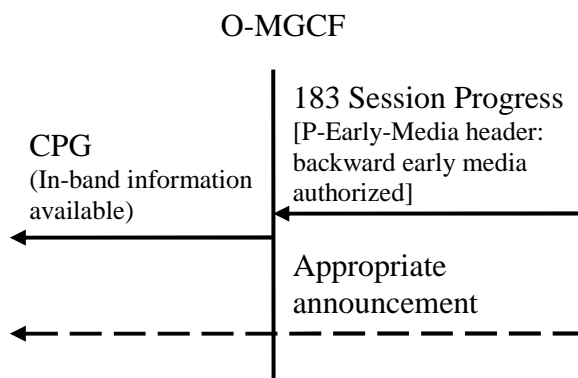 O-MGCF
183 Session Progress
[P-Early-Media header:
backward early media
authorized]
CPG
(In-band information
available)
Appropriate
announcement